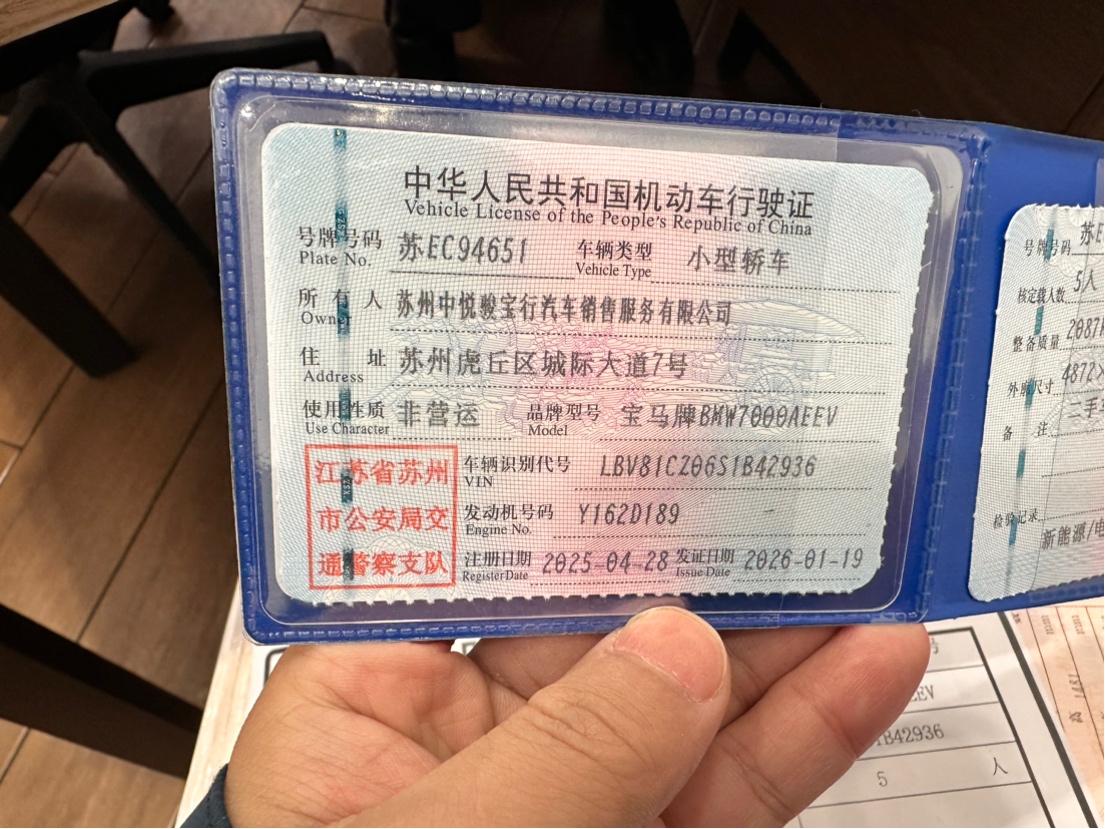 中华人民共和国机动车行驶证
Vehicle License of the People's Republic of China
号牌号码 苏EC94651 车辆类型 小型轿车
Plate No. Vehicle Type
所有人 苏州中悦骏宝行汽车销售服务有限公司
Owner
住址 苏州虎丘区城际大道7号
Address
使用性质 非营运 品牌型号 宝马牌BMW7000AEEV
Use Character Model
江苏省苏州
市公安局交
通警察支队
车辆识别代号 LBV81CZ06S1B42936
VIN
发动机号码 Y162D189
Engine No.
注册日期 2025-04-28 发证日期 2026-01-19
Register Date Issue Date
号牌号码 苏E
核定载人数 5人
整备质量 2087
外廓尺寸 4872×
备注 二手
检验记录
新能源/电
EV
1B42936
5 人